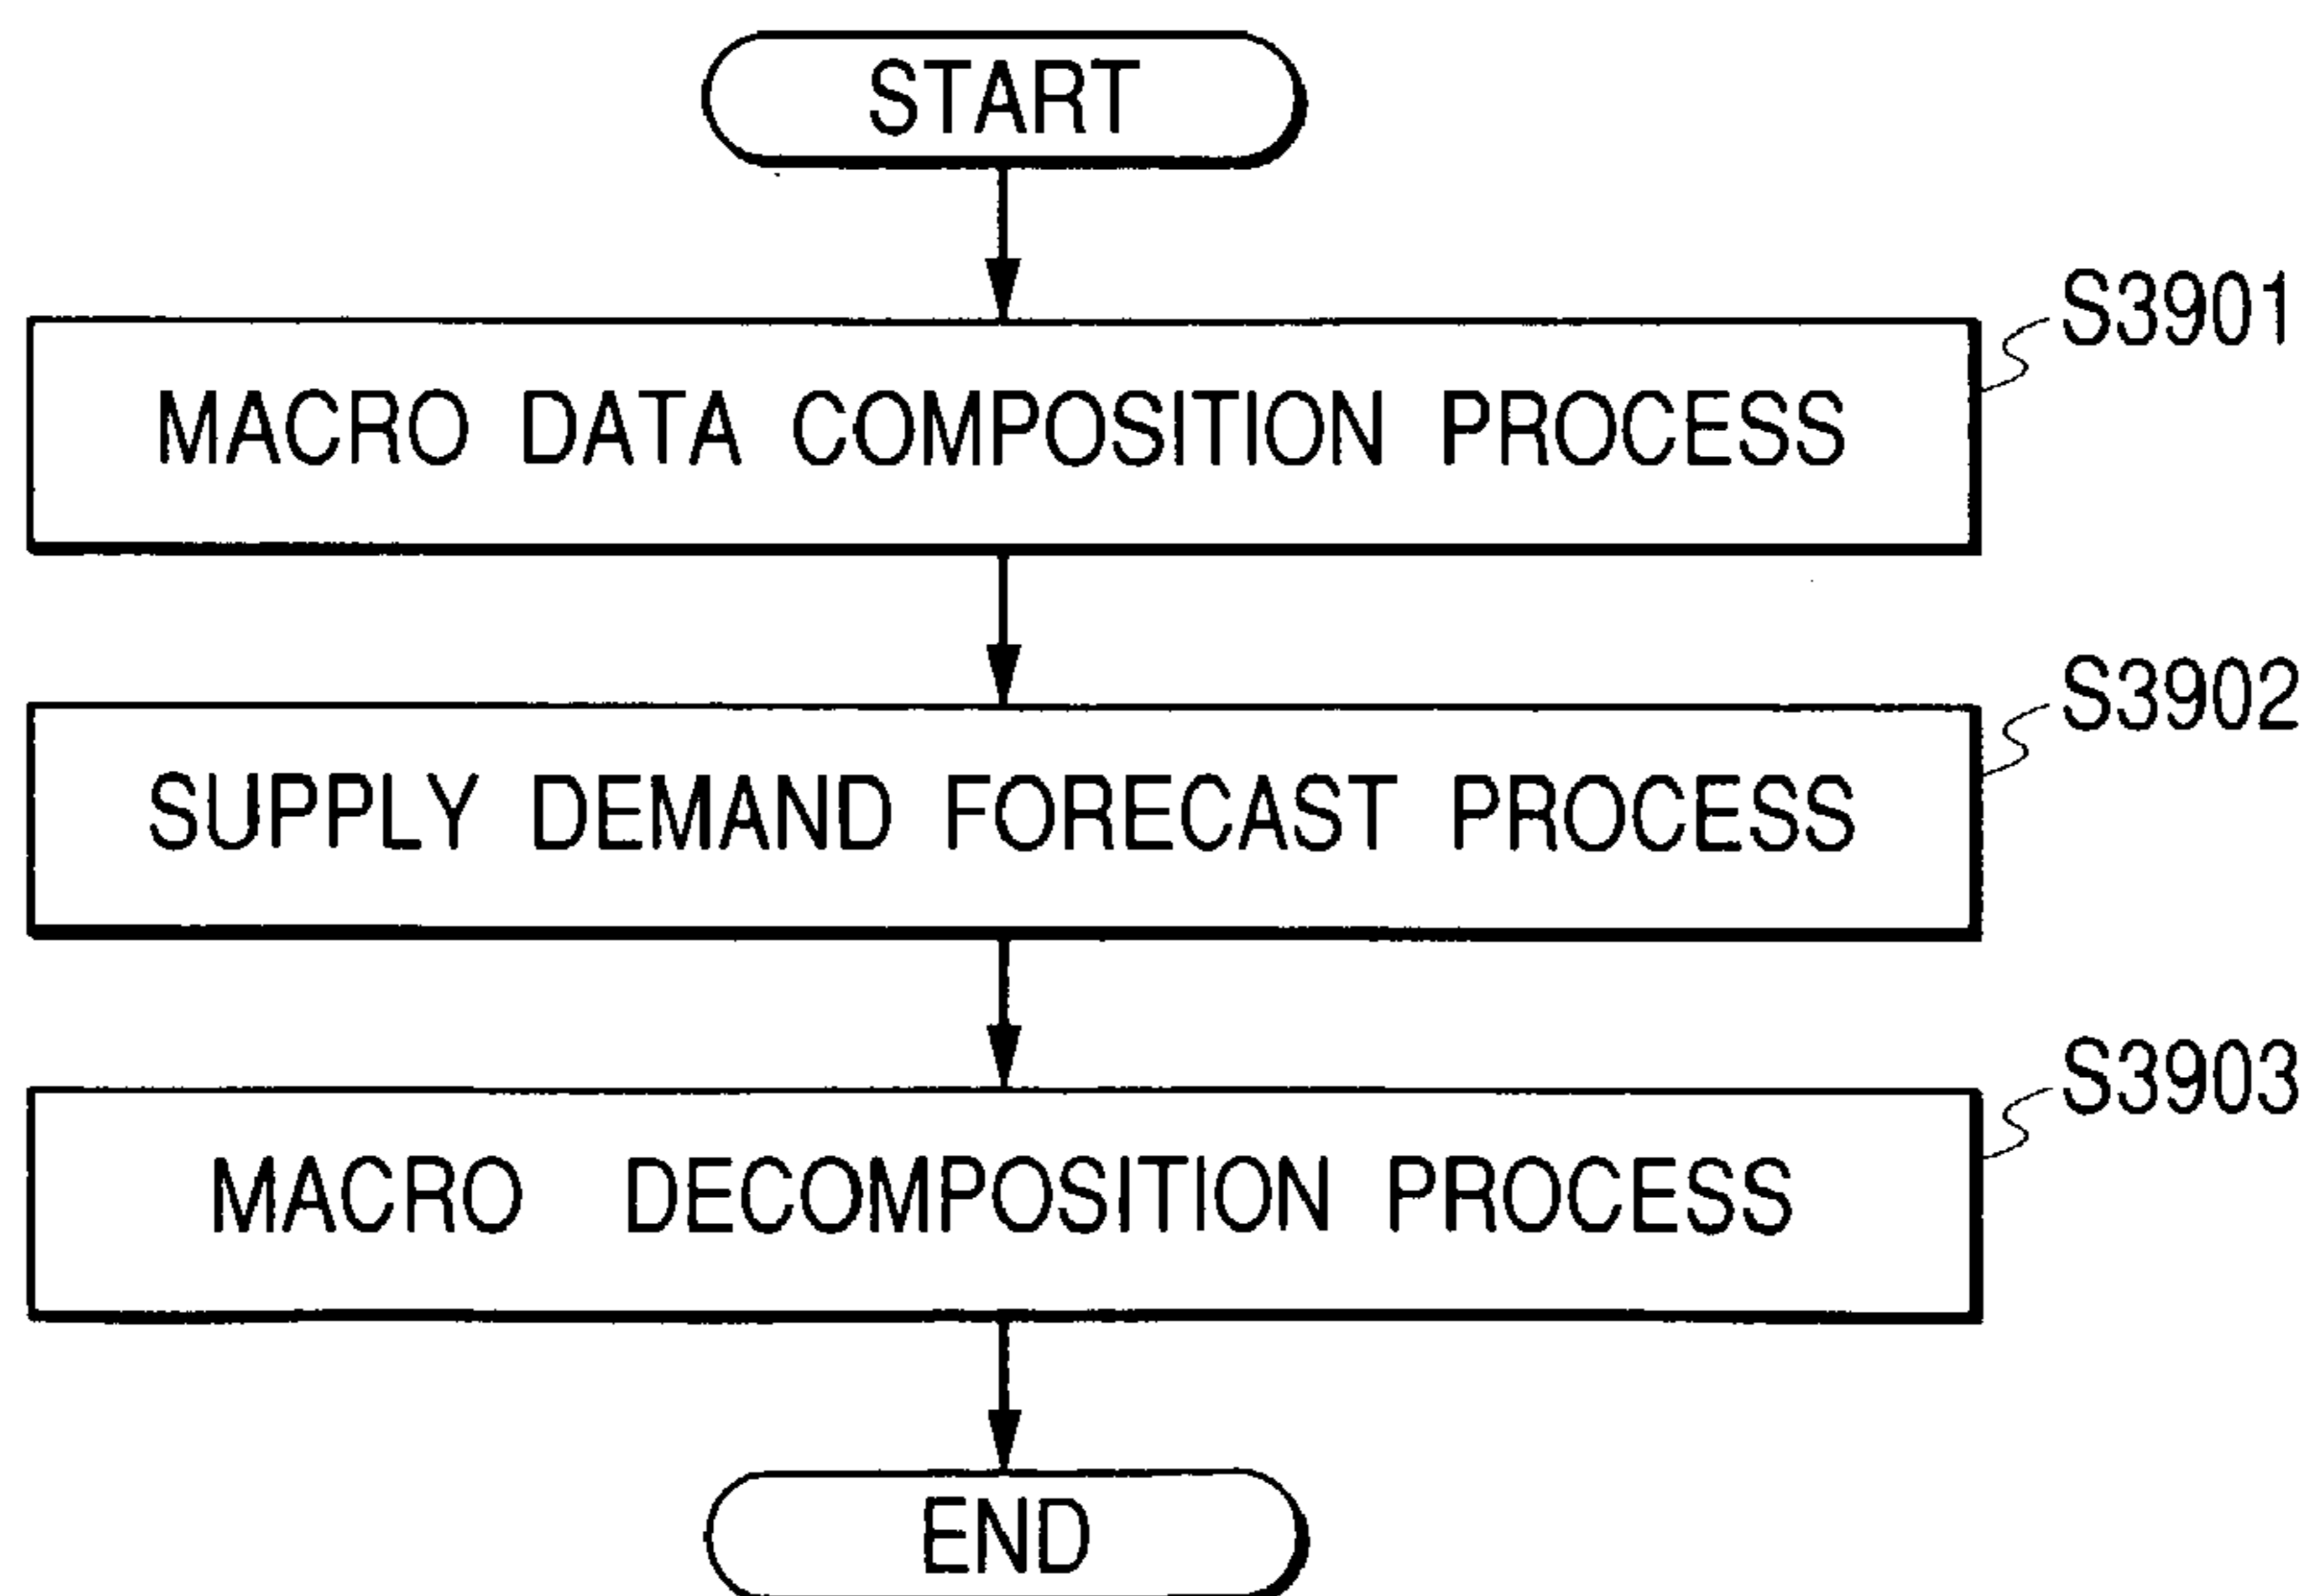 START
S3901
MACRO DATA COMPOSITION PROCESS
S3902
SUPPLY DEMAND FORECAST PROCESS
S3903
MACRO DECOMPOSITION PROCESS
END